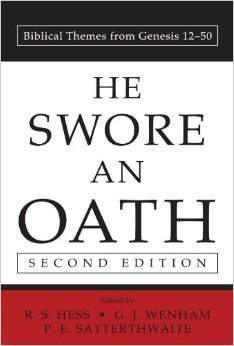 Biblical Themes from Genesis 12–50
HE
SWORE
AN
OATH
SECOND EDITION
Edited by
R. S. HESS • G. J. WENHAM
P. E. SATTERTHWAITE